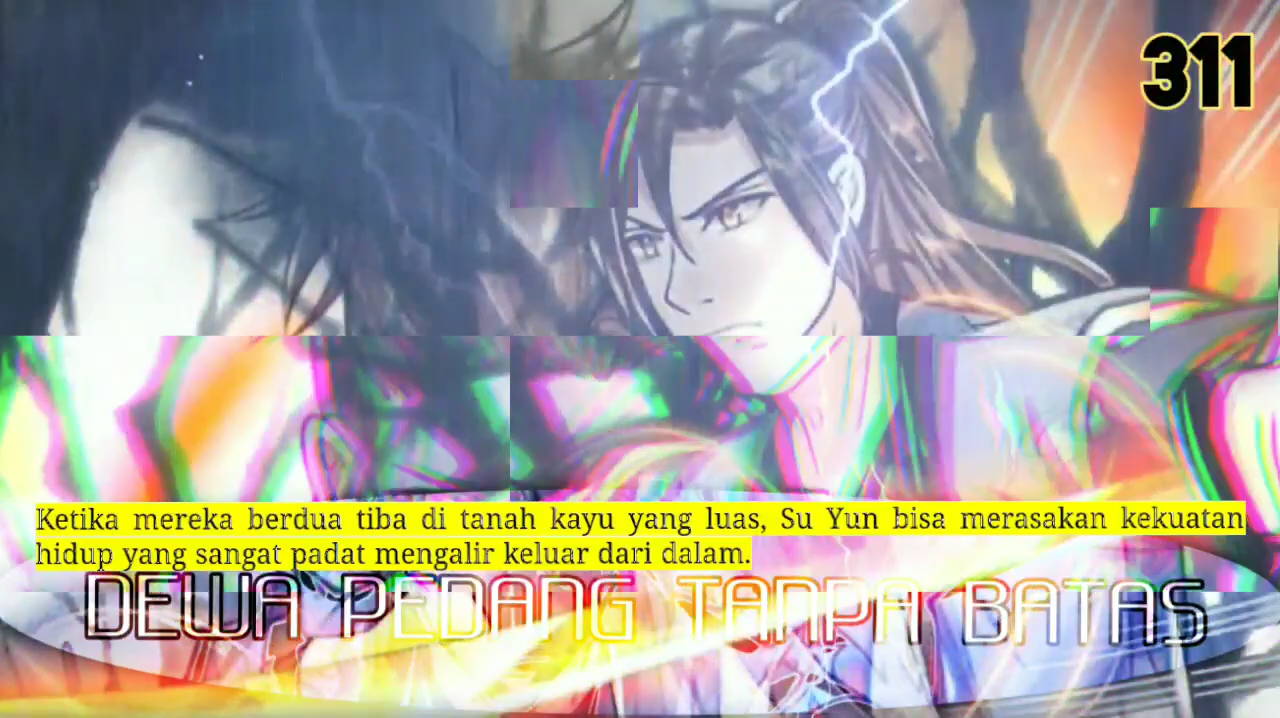 311
Ketika mereka berdua tiba di tanah kayu yang luas, Su Yun bisa merasakan kekuatan
hidup yang sangat padat mengalir keluar dari dalam.
DEWA PEDANG TANPA BATAS